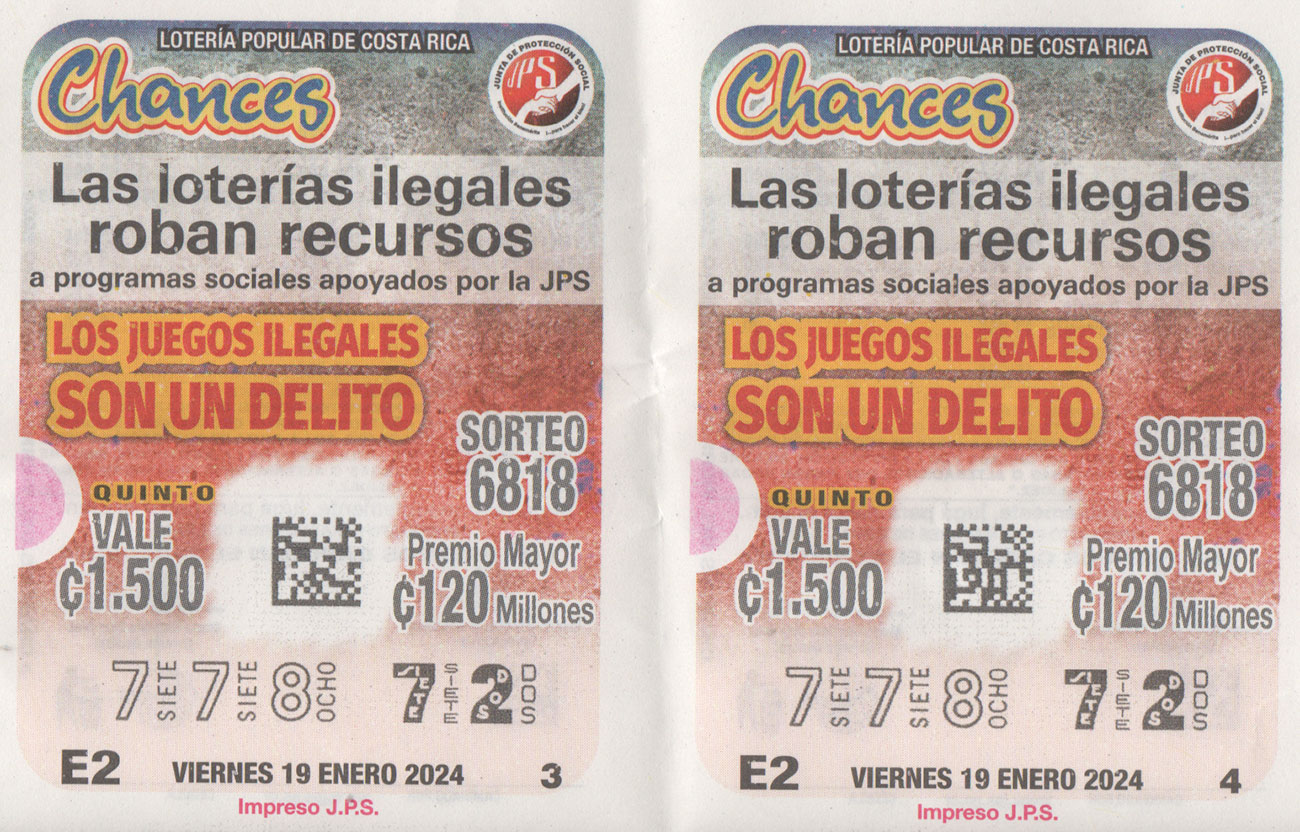 LOTERÍA POPULAR DE COSTA RICA
Chances
JUNTA DE PROTECCIÓN SOCIAL
JPS
Las loterías ilegales
roban recursos
a programas sociales apoyados por la JPS
LOS JUEGOS ILEGALES
SON UN DELITO
SORTEO
6818
QUINTO
VALE
₡1.500
Premio Mayor
₡120 Millones
7 SIETE 7 SIETE 8 OCHO 7 SIETE SIETE 2 DOS DOS
E2 VIERNES 19 ENERO 2024 3
Impreso J.P.S.
LOTERÍA POPULAR DE COSTA RICA
Chances
JUNTA DE PROTECCIÓN SOCIAL
JPS
Las loterías ilegales
roban recursos
a programas sociales apoyados por la JPS
LOS JUEGOS ILEGALES
SON UN DELITO
SORTEO
6818
QUINTO
VALE
₡1.500
Premio Mayor
₡120 Millones
7 SIETE 7 SIETE 8 OCHO 7 SIETE SIETE 2 DOS DOS
E2 VIERNES 19 ENERO 2024 4
Impreso J.P.S.